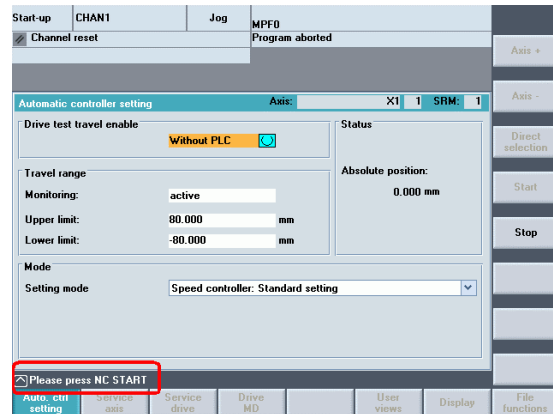 Start-up CHAN1 Jog MPF0
Channel reset Program aborted
Axis +
Automatic controller setting Axis: X1 1 SRM: 1
Axis -
Drive test travel enable Status
Without PLC
Direct
selection
Travel range Absolute position:
Monitoring: active 0.000 mm
Start
Upper limit: 80.000 mm
Stop
Lower limit: -80.000 mm
Mode
Setting mode Speed controller: Standard setting
Please press NC START
Auto. ctrl
setting
Service
axis
Service
drive
Drive
MD
User
views
Display
File
functions